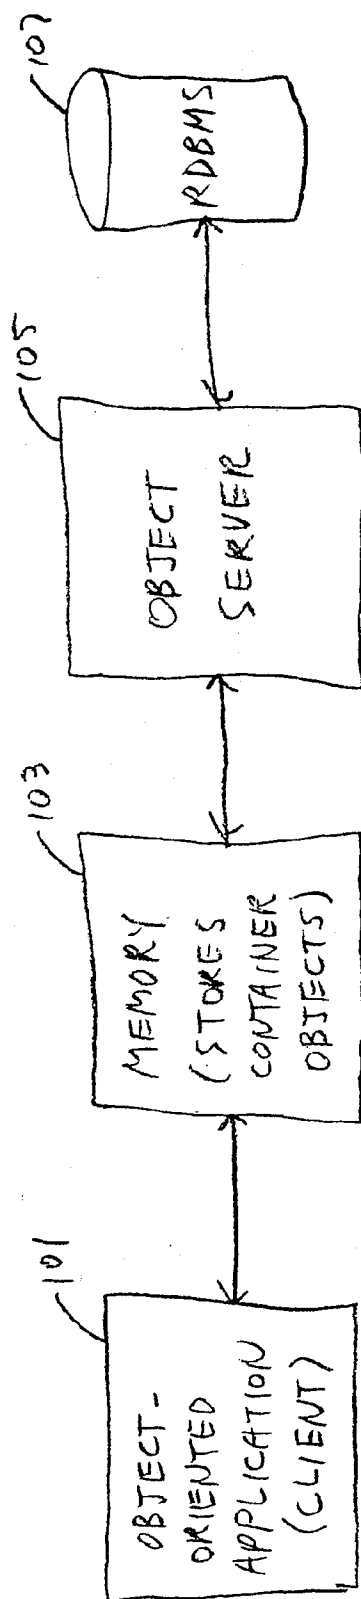 101
OBJECT-
ORIENTED
APPLICATION
(CLIENT)
103
MEMORY
(STORES
CONTAINER
OBJECTS)
105
OBJECT
SERVER
107
RDBMS